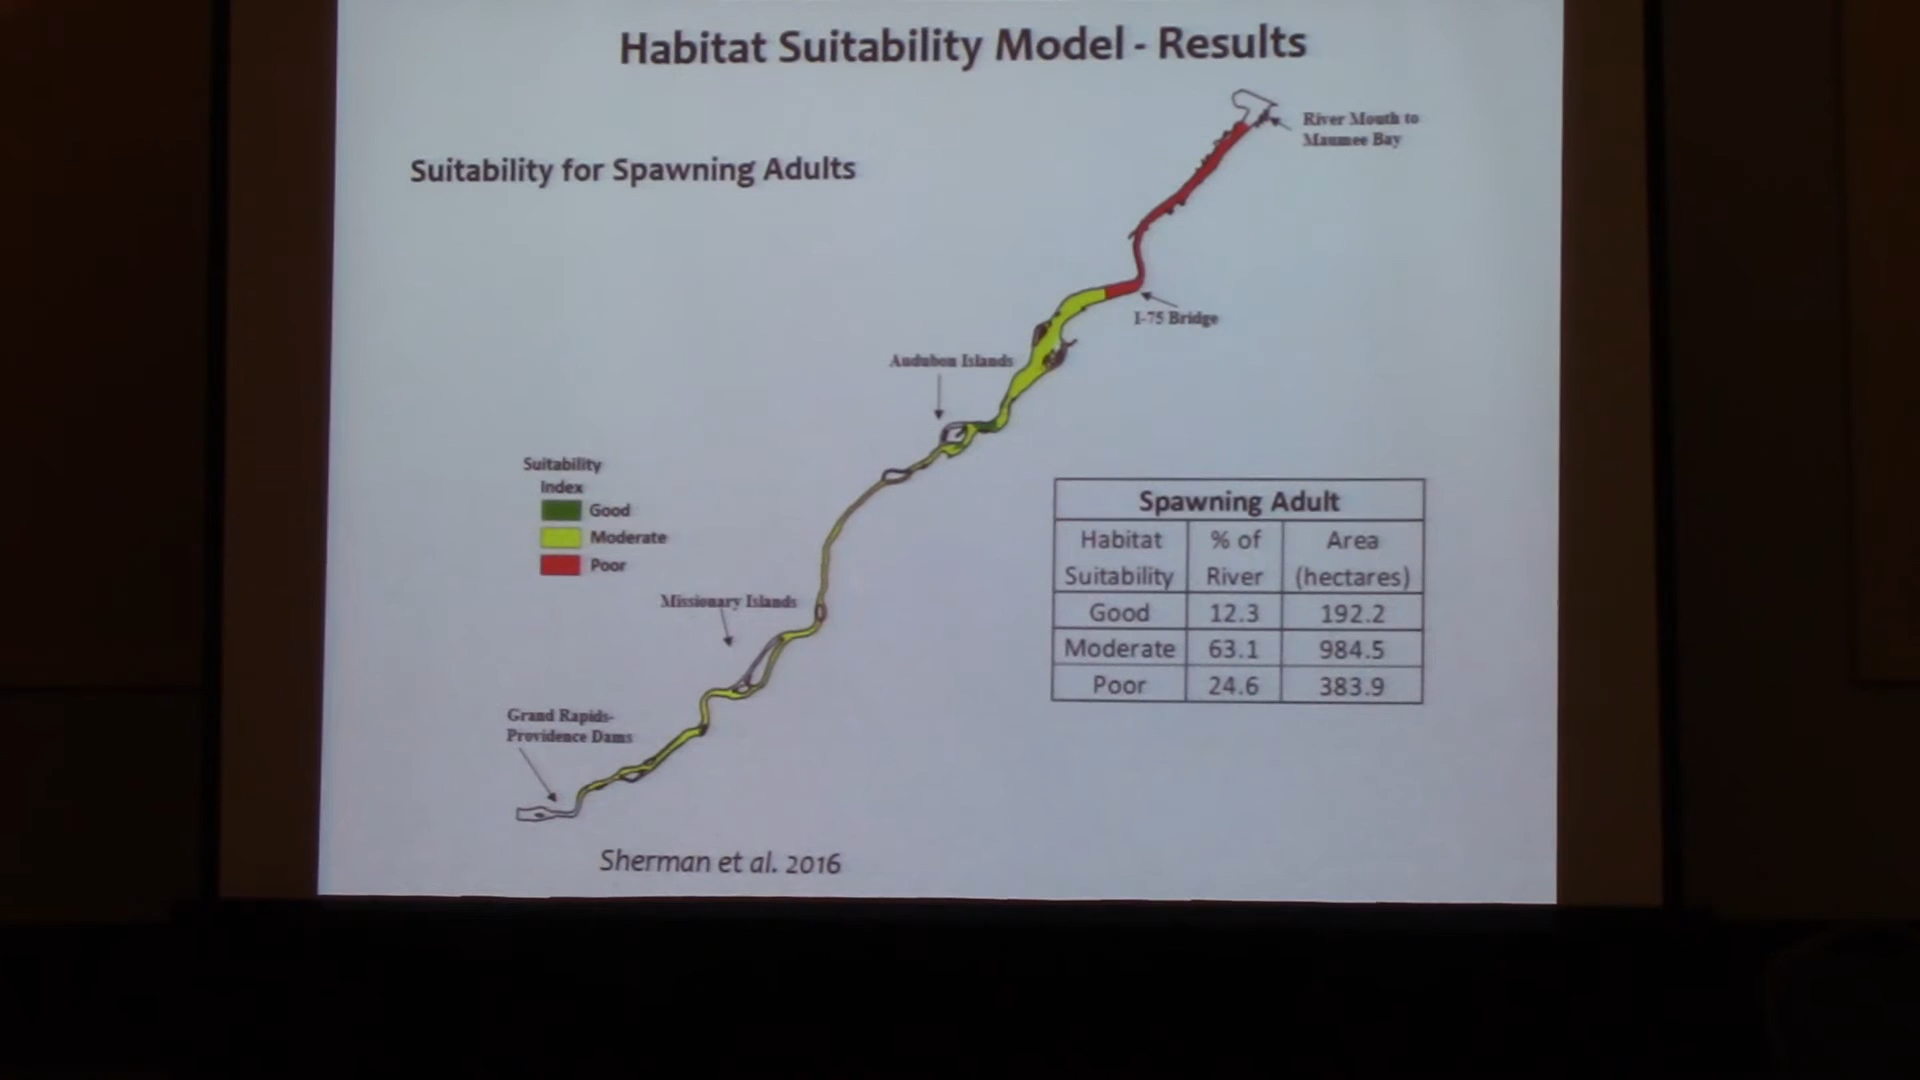 Habitat Suitability Model - Results
River Mouth to
Maumee Bay
Suitability for Spawning Adults
I-75 Bridge
Audubon Islands
Suitability
Index
Good
Moderate
Poor
Spawning Adult
Habitat
Suitability
% of
River
Area
(hectares)
Good 12.3 192.2
Moderate 63.1 984.5
Poor 24.6 383.9
Missionary Islands
Grand Rapids-
Providence Dams
Sherman et al. 2016